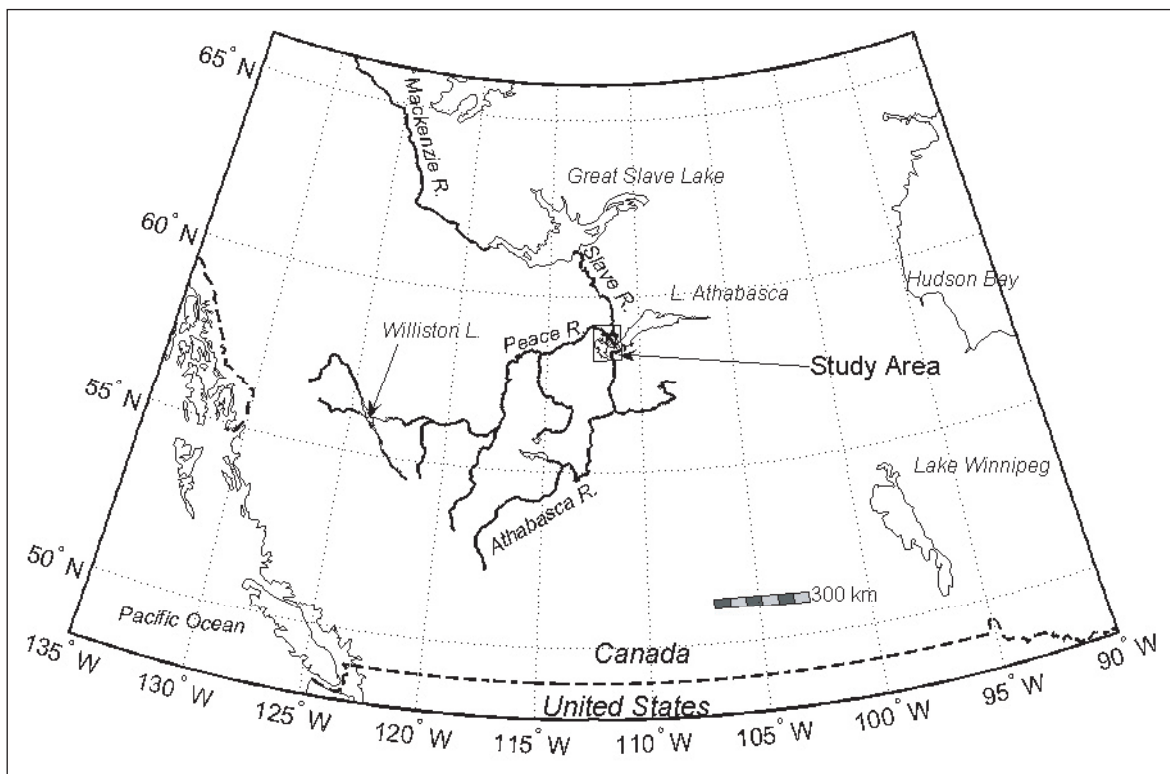 65° N
Mackenzie R.
Great Slave Lake
60° N
Slave R.
Hudson Bay
L. Athabasca
Williston L.
Peace R.
Study Area
55° N
Lake Winnipeg
Athabasca R.
50° N
300 km
Pacific Ocean
Canada
United States
135° W
130° W
125° W
120° W
115° W
110° W
105° W
100° W
95° W
90° W